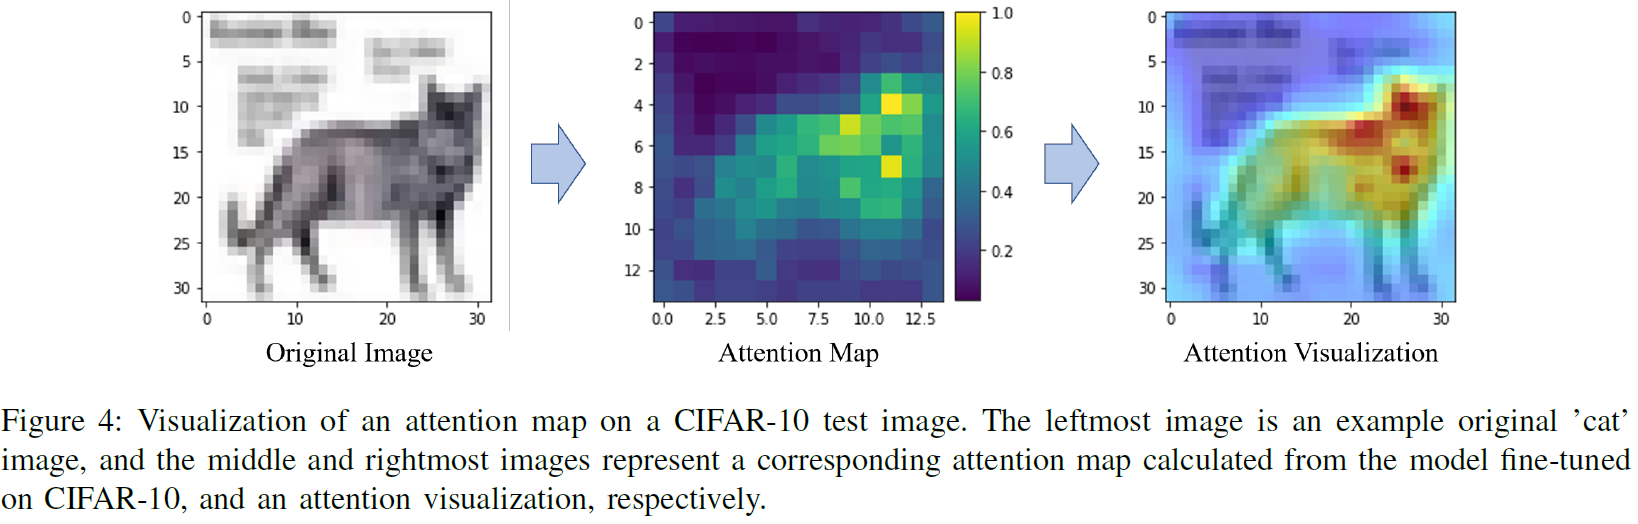 0
5
10
15
20
25
30
0 10 20 30
Original Image
0
2
4
6
8
10
12
0.0 2.5 5.0 7.5 10.0 12.5
1.0
0.8
0.6
0.4
0.2
Attention Map
0
5
10
15
20
25
30
0 10 20 30
Attention Visualization
Figure 4: Visualization of an attention map on a CIFAR-10 test image. The leftmost image is an example original ’cat’
image, and the middle and rightmost images represent a corresponding attention map calculated from the model fine-tuned
on CIFAR-10, and an attention visualization, respectively.